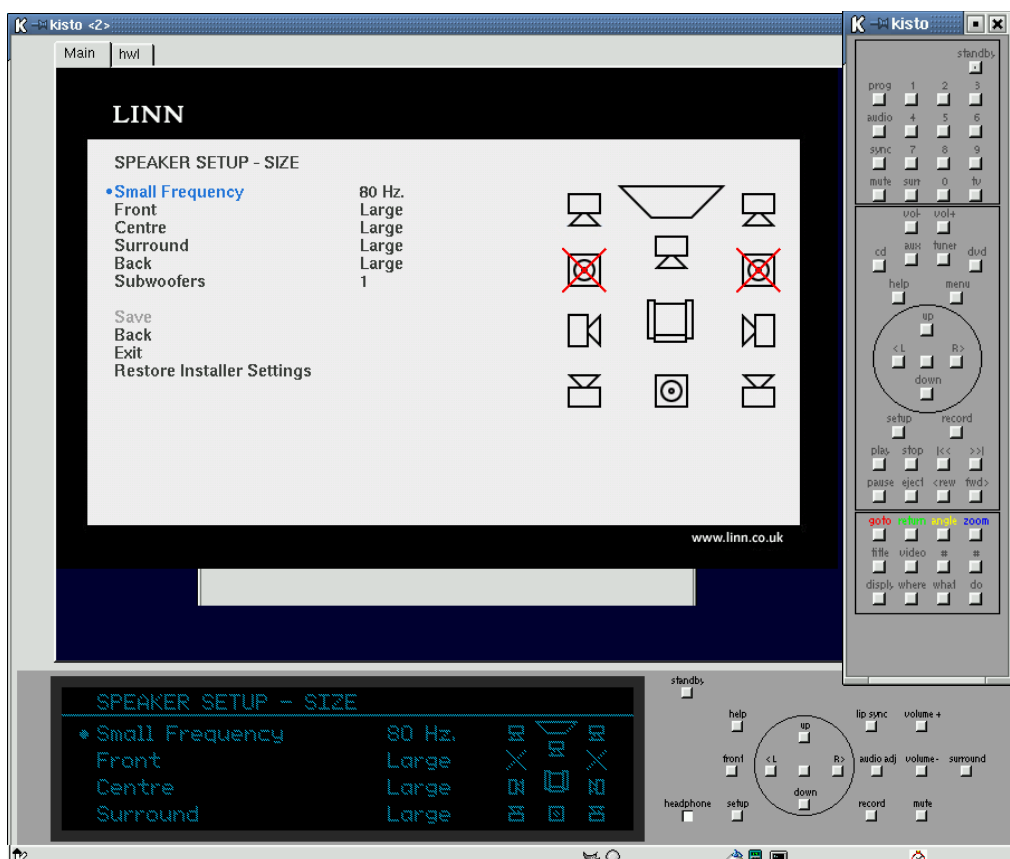 kisto <2>
Main hwl
LINN
SPEAKER SETUP - SIZE
•Small Frequency 80 Hz.
Front Large
Centre Large
Surround Large
Back Large
Subwoofers 1
Save
Back
Exit
Restore Installer Settings
www.linn.co.uk
kisto
standby
prog 1 2 3
audio 4 5 6
sync 7 8 9
mute surr 0 tv
vol- vol+
cd aux tuner dvd
help menu
up
<L R>
down
setup record
play stop |<< >>|
pause eject <rew fwd>
goto return angle zoom
title video # #
disply where what do
SPEAKER SETUP - SIZE
• Small Frequency 80 Hz.
Front Large
Centre Large
Surround Large
standby
help up lip sync volume +
front <L R> audio adj volume- surround
headphone setup down record mute